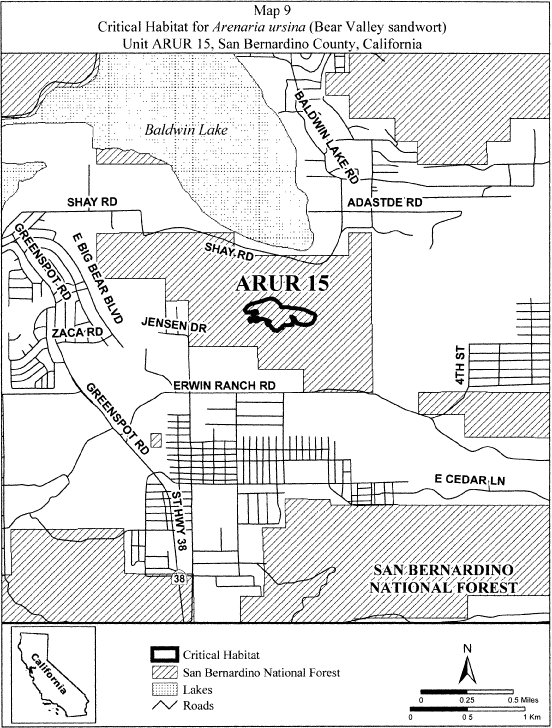 Map 9
Critical Habitat for Arenaria ursina (Bear Valley sandwort)
Unit ARUR 15, San Bernardino County, California
BALDWIN LAKE RD
Baldwin Lake
SHAY RD
ADASTDE RD
GREENSPOT RD
E BIG BEAR BLVD
SHAY RD
ARUR 15
ZACA RD
JENSEN DR
4TH ST
ERWIN RANCH RD
GREENSPOT RD
E CEDAR LN
ST HWY 38
38
SAN BERNARDINO
NATIONAL FOREST
California
Critical Habitat
San Bernardino National Forest
Lakes
Roads
N
0 0.25 0.5 Miles
0 0.5 1 Km